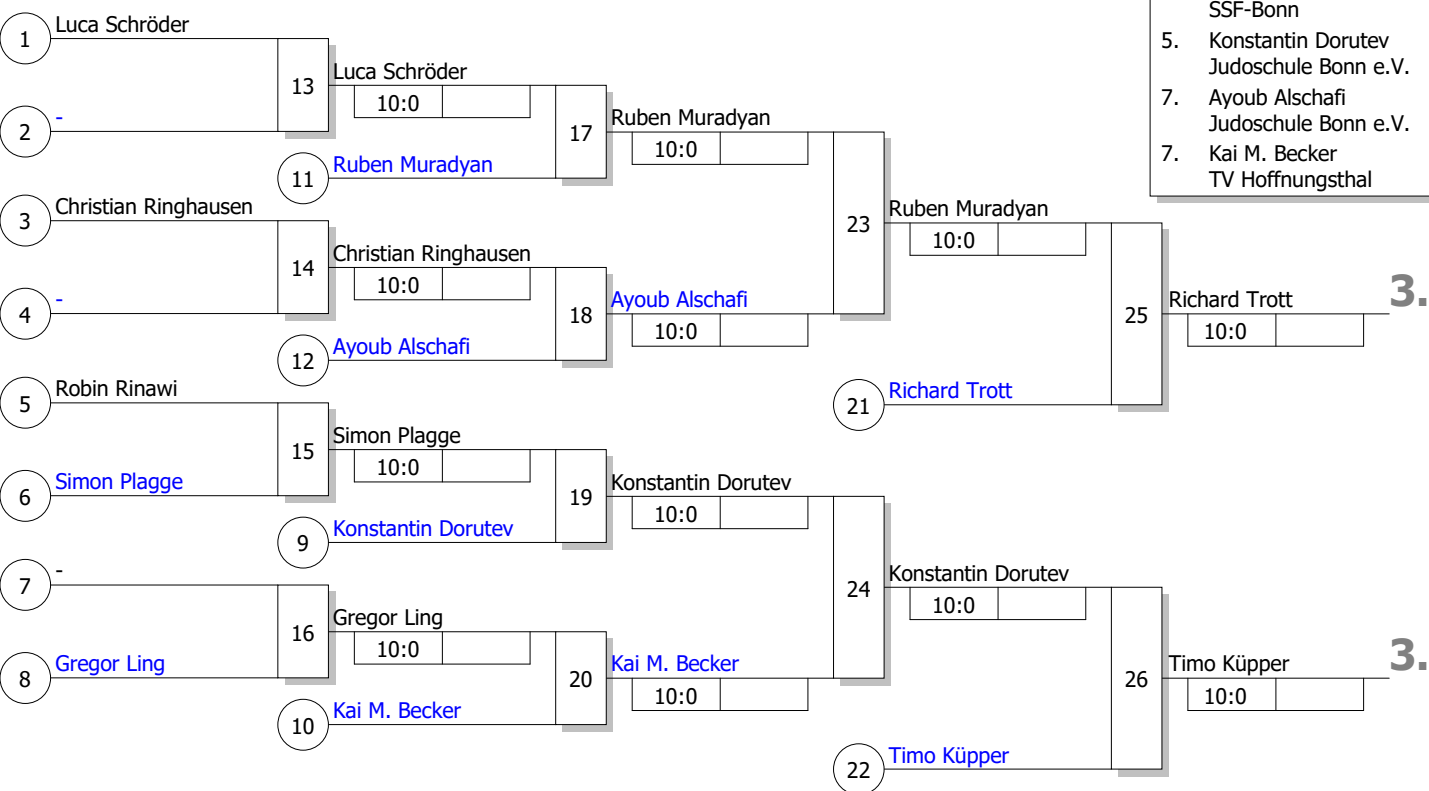 SSF-Bonn
5. Konstantin Dorutev
Judoschule Bonn e.V.
7. Ayoub Alschafi
Judoschule Bonn e.V.
7. Kai M. Becker
TV Hoffnungsthal
1 Luca Schröder
2 -
13 Luca Schröder
10:0
11 Ruben Muradyan
17 Ruben Muradyan
10:0
3 Christian Ringhausen
4 -
14 Christian Ringhausen
10:0
12 Ayoub Alschafi
18 Ayoub Alschafi
10:0
23 Ruben Muradyan
10:0
21 Richard Trott
25 Richard Trott 3.
10:0
5 Robin Rinawi
6 Simon Plagge
15 Simon Plagge
10:0
9 Konstantin Dorutev
19 Konstantin Dorutev
10:0
7 -
8 Gregor Ling
16 Gregor Ling
10:0
10 Kai M. Becker
20 Kai M. Becker
10:0
24 Konstantin Dorutev
10:0
22 Timo Küpper
26 Timo Küpper 3.
10:0